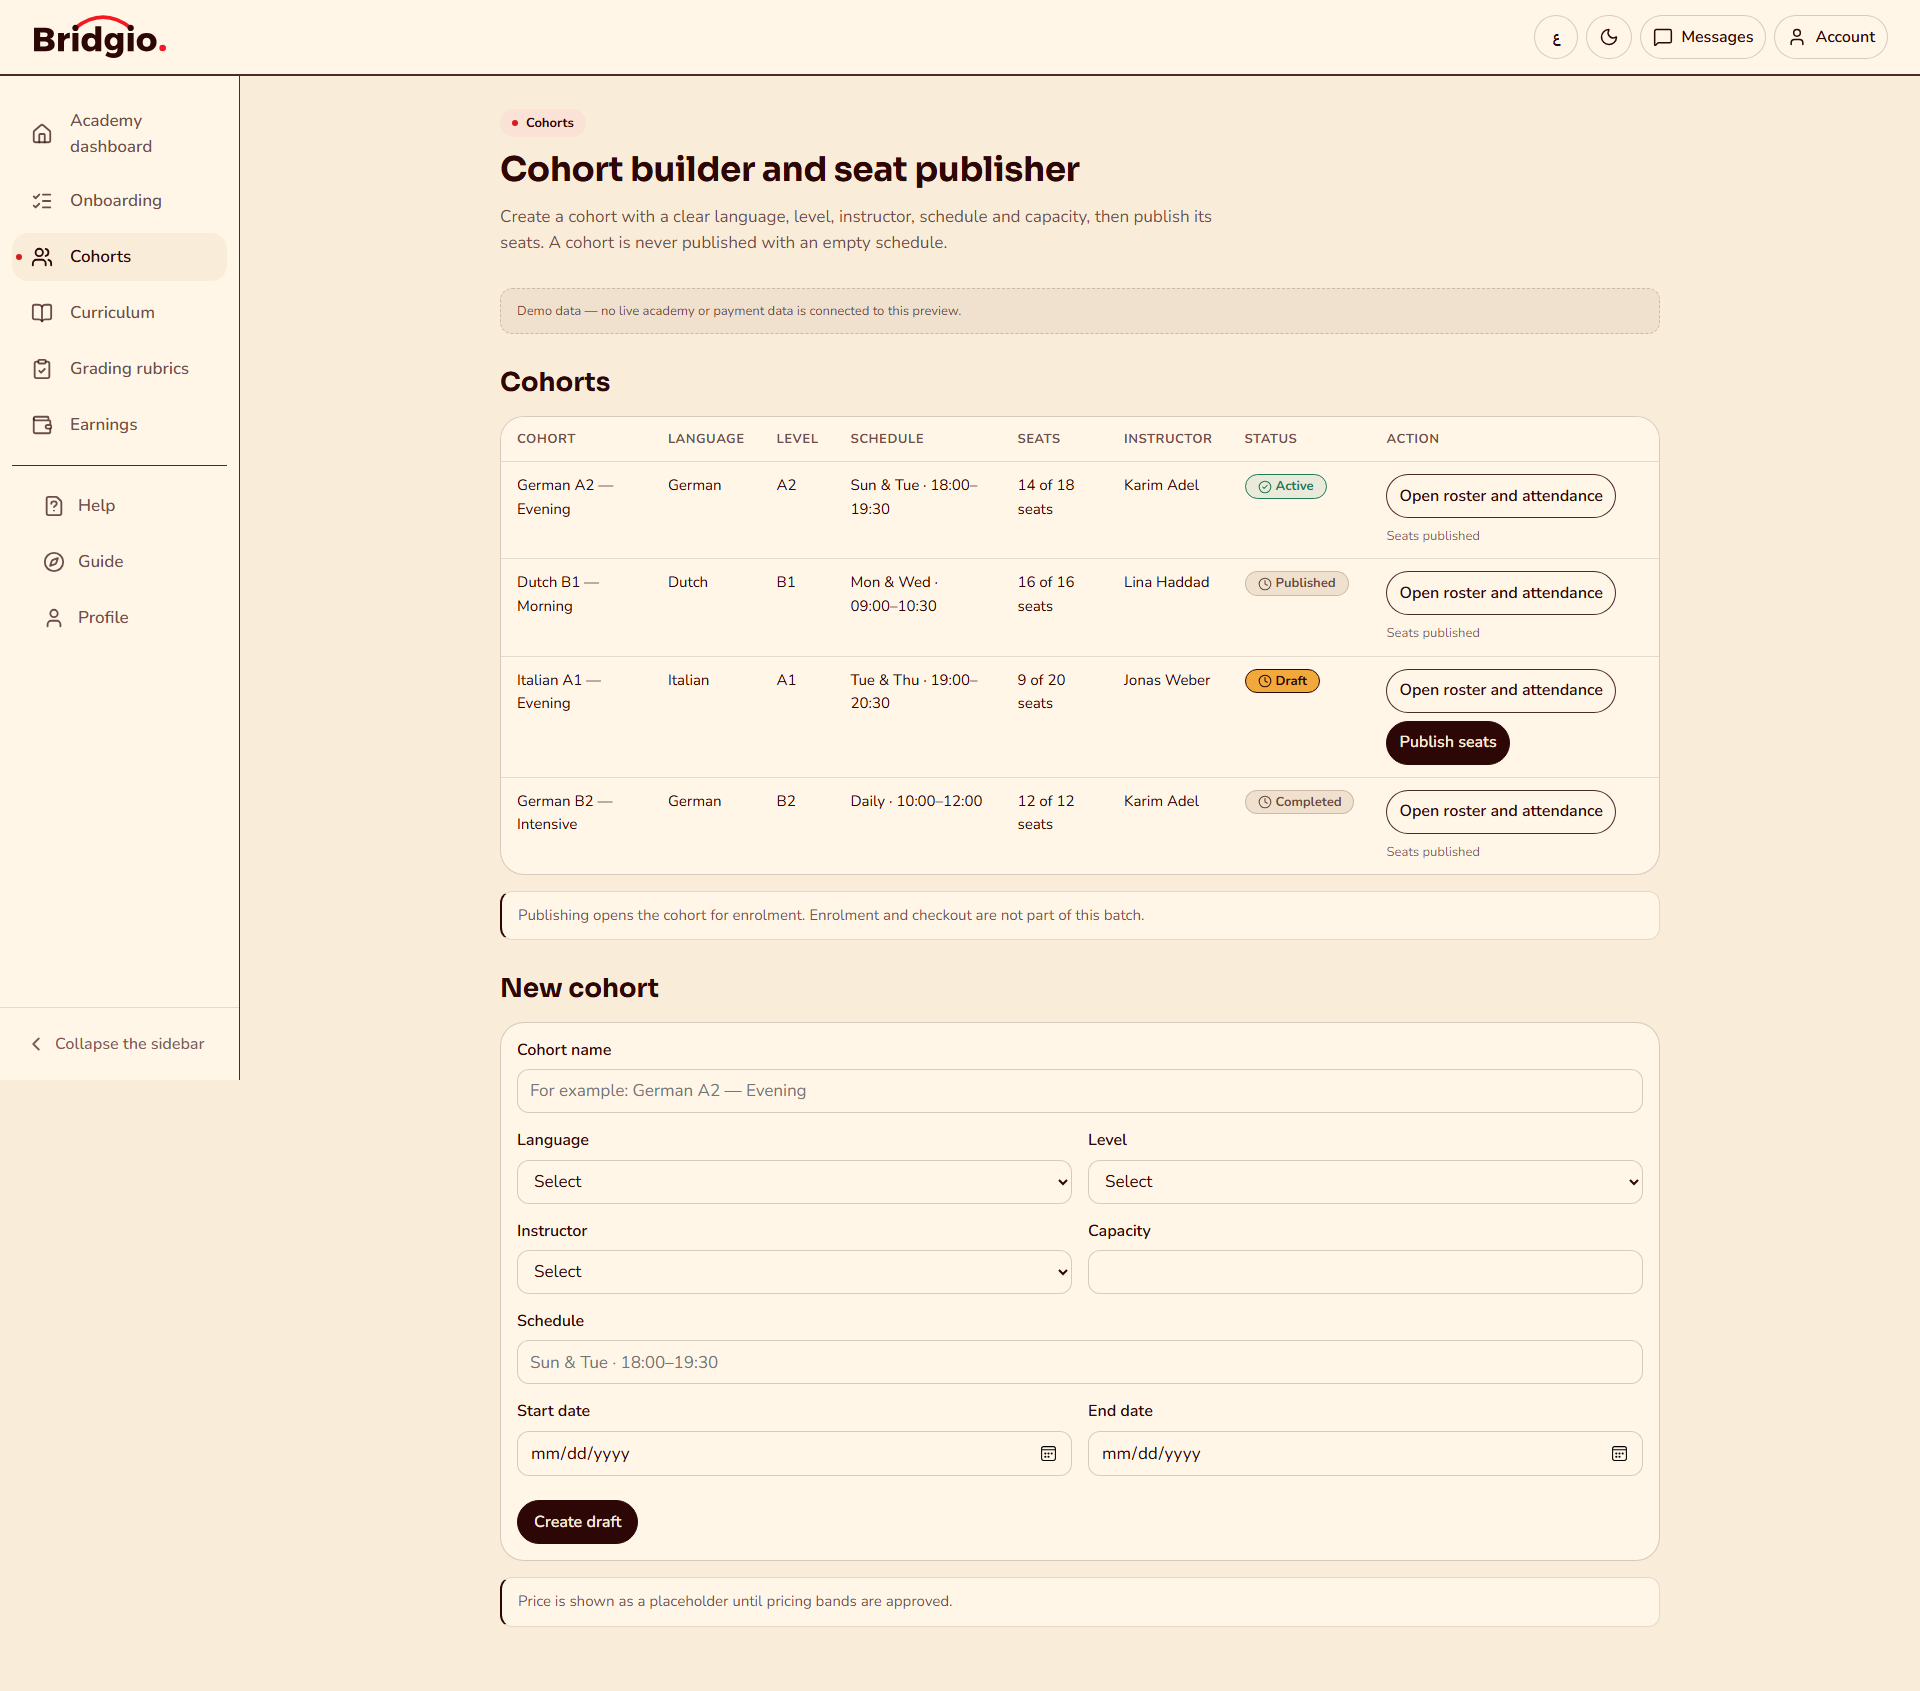 Bridgio.
ع
Messages
Account
Academy
dashboard
Onboarding
Cohorts
Curriculum
Grading rubrics
Earnings
Help
Guide
Profile
Collapse the sidebar
Cohorts
Cohort builder and seat publisher
Create a cohort with a clear language, level, instructor, schedule and capacity, then publish its
seats. A cohort is never published with an empty schedule.
Demo data — no live academy or payment data is connected to this preview.
Cohorts
COHORT LANGUAGE LEVEL SCHEDULE SEATS INSTRUCTOR STATUS ACTION
German A2 — German A2 Sun & Tue · 18:00– 14 of 18 Karim Adel Active Open roster and attendance
Evening 19:30 seats
Seats published
Dutch B1 — Dutch B1 Mon & Wed · 16 of 16 Lina Haddad Published Open roster and attendance
Morning 09:00–10:30 seats
Seats published
Italian A1 — Italian A1 Tue & Thu · 19:00– 9 of 20 Jonas Weber Draft Open roster and attendance
Evening 20:30 seats
Publish seats
German B2 — German B2 Daily · 10:00–12:00 12 of 12 Karim Adel Completed Open roster and attendance
Intensive seats
Seats published
Publishing opens the cohort for enrolment. Enrolment and checkout are not part of this batch.
New cohort
Cohort name
For example: German A2 — Evening
Language Level
Select Select
Instructor Capacity
Select
Schedule
Sun & Tue · 18:00–19:30
Start date End date
mm/dd/yyyy mm/dd/yyyy
Create draft
Price is shown as a placeholder until pricing bands are approved.